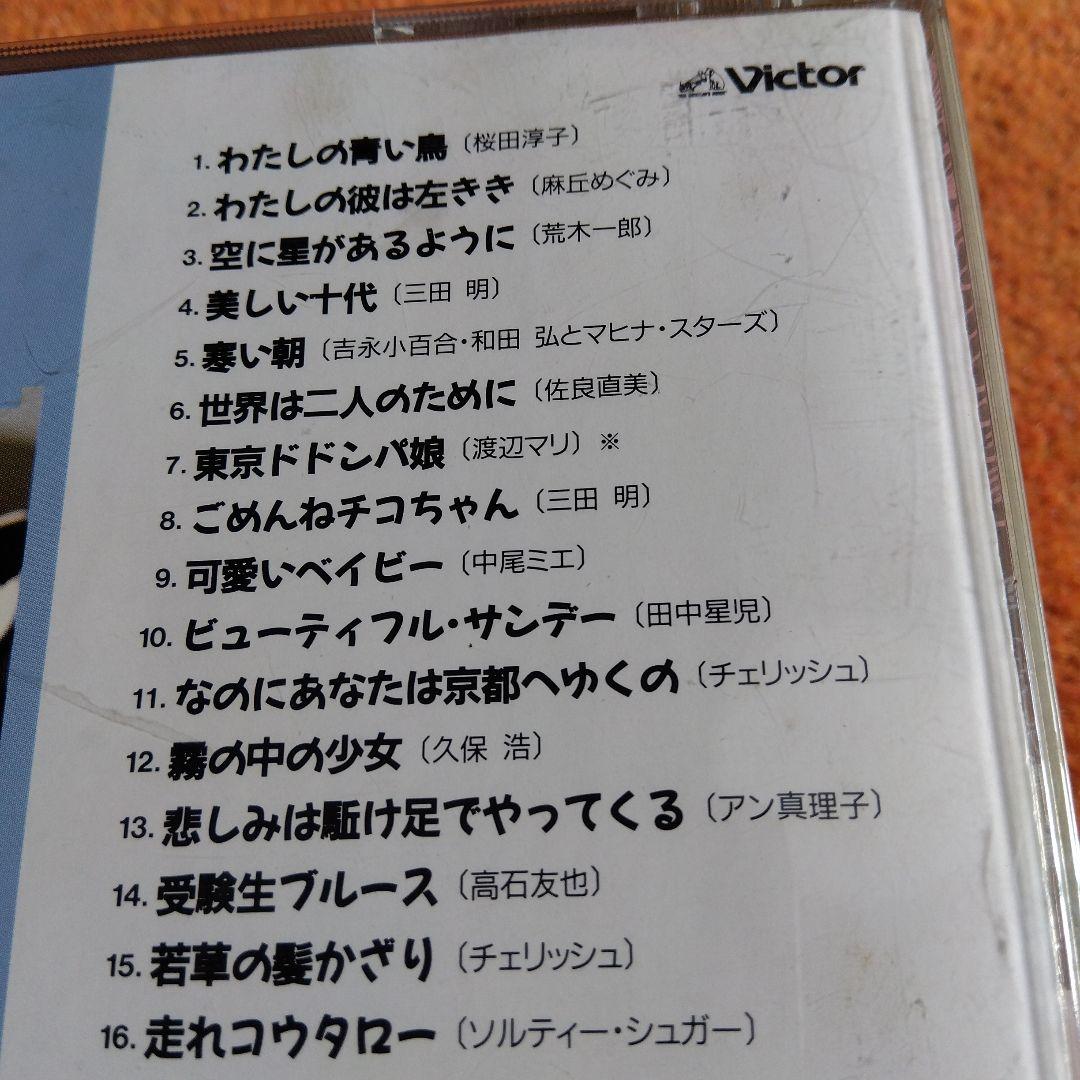 Victor
1. わたしの青い鳥〔桜田淳子〕
2. わたしの彼は左きき〔麻丘めぐみ〕
3. 空に星があるように〔荒木一郎〕
4. 美しい十代〔三田 明〕
5. 寒い朝〔吉永小百合・和田 弘とマヒナ・スターズ〕
6. 世界は二人のために〔佐良直美〕
7. 東京ドドンパ娘〔渡辺マリ〕※
8. ごめんねチコちゃん〔三田 明〕
9. 可愛いベイビー〔中尾ミエ〕
10. ビューティフル・サンデー〔田中星児〕
11. なのにあなたは京都へゆくの〔チェリッシュ〕
12. 霧の中の少女〔久保 浩〕
13. 悲しみは駈け足でやってくる〔アン真理子〕
14. 受験生ブルース〔高石友也〕
15. 若草の髪かざり〔チェリッシュ〕
16. 走れコウタロー〔ソルティー・シュガー〕